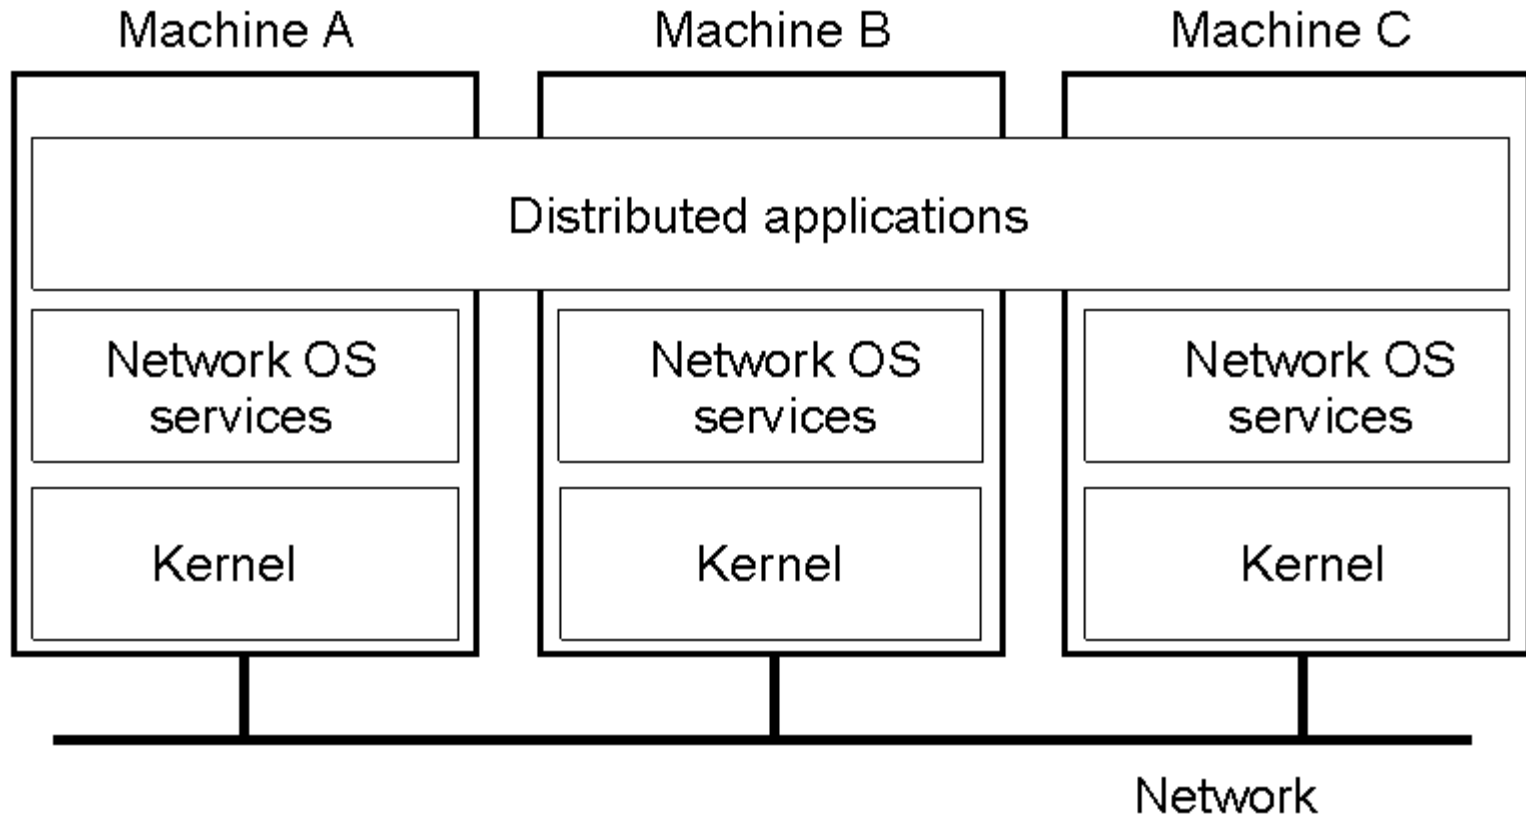 Machine A
Machine B
Machine C
Distributed applications
Network OS
services
Network OS
services
Network OS
services
Kernel
Kernel
Kernel
Network